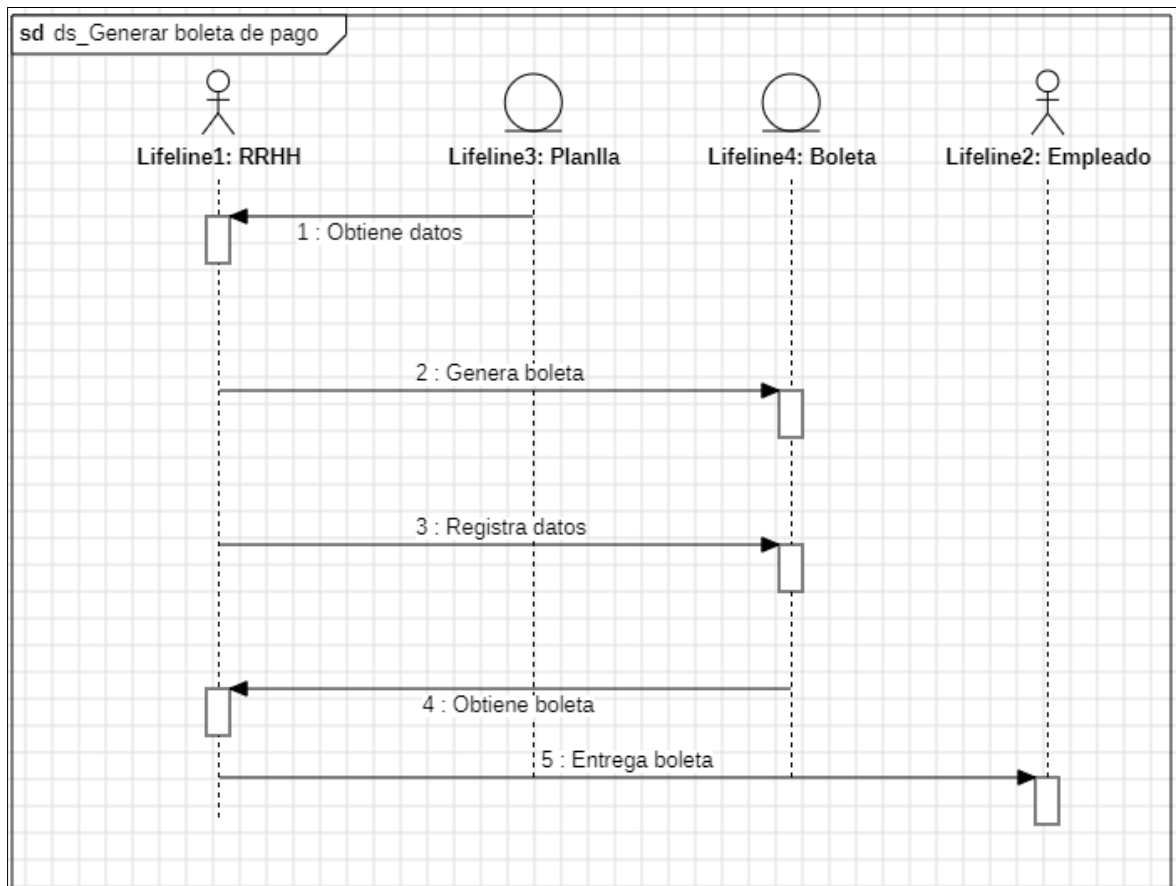 sd ds_Generar boleta de pago
Lifeline1: RRHH
Lifeline3: Planlla
Lifeline4: Boleta
Lifeline2: Empleado
1 : Obtiene datos
2 : Genera boleta
3 : Registra datos
4 : Obtiene boleta
5 : Entrega boleta